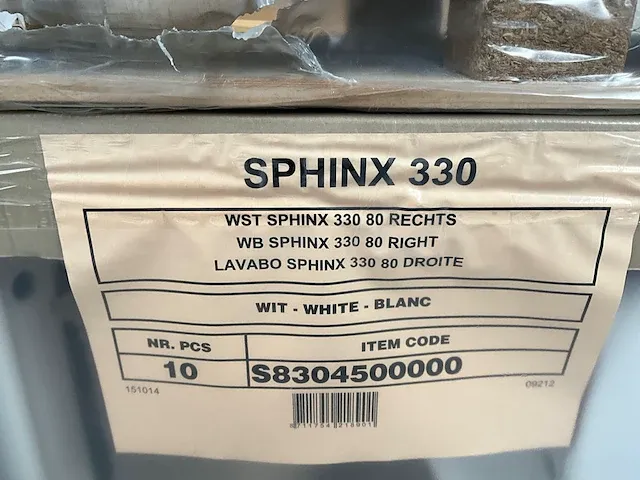 SPHINX 330
WST SPHINX 330 80 RECHTS
WB SPHINX 330 80 RIGHT
LAVABO SPHINX 330 80 DROITE
WIT - WHITE - BLANC
NR. PCS
ITEM CODE
10
S8304500000
151014
09212